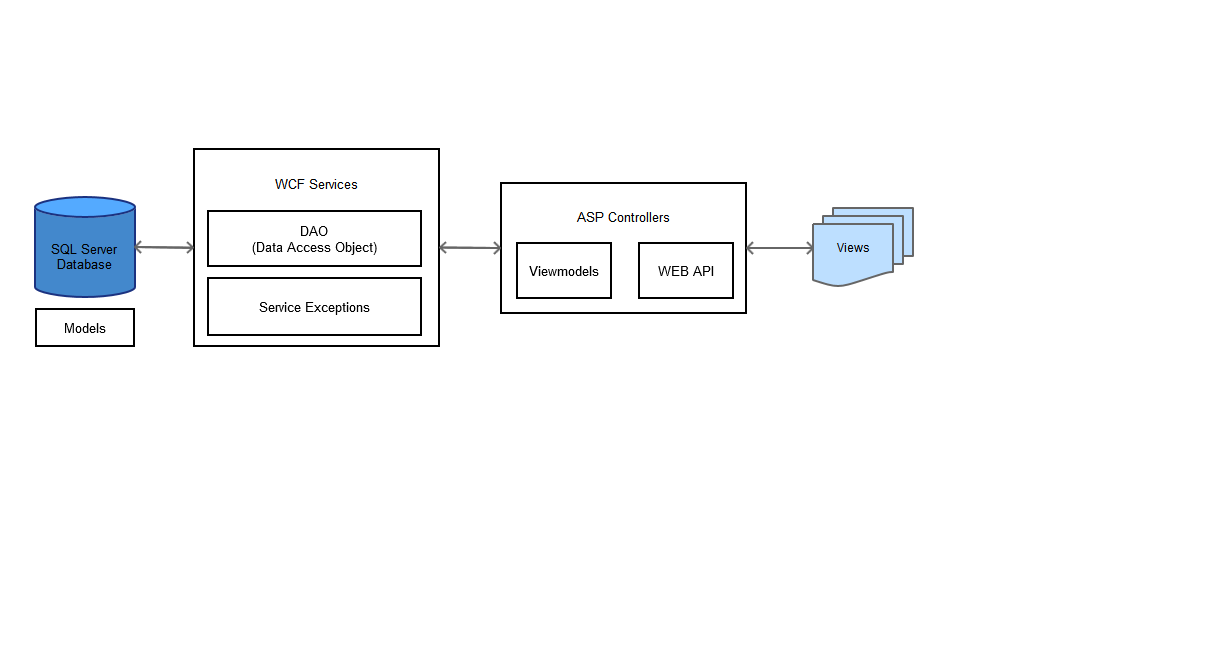 SQL Server
Database
Models
WCF Services
DAO
(Data Access Object)
Service Exceptions
ASP Controllers
Viewmodels
WEB API
Views